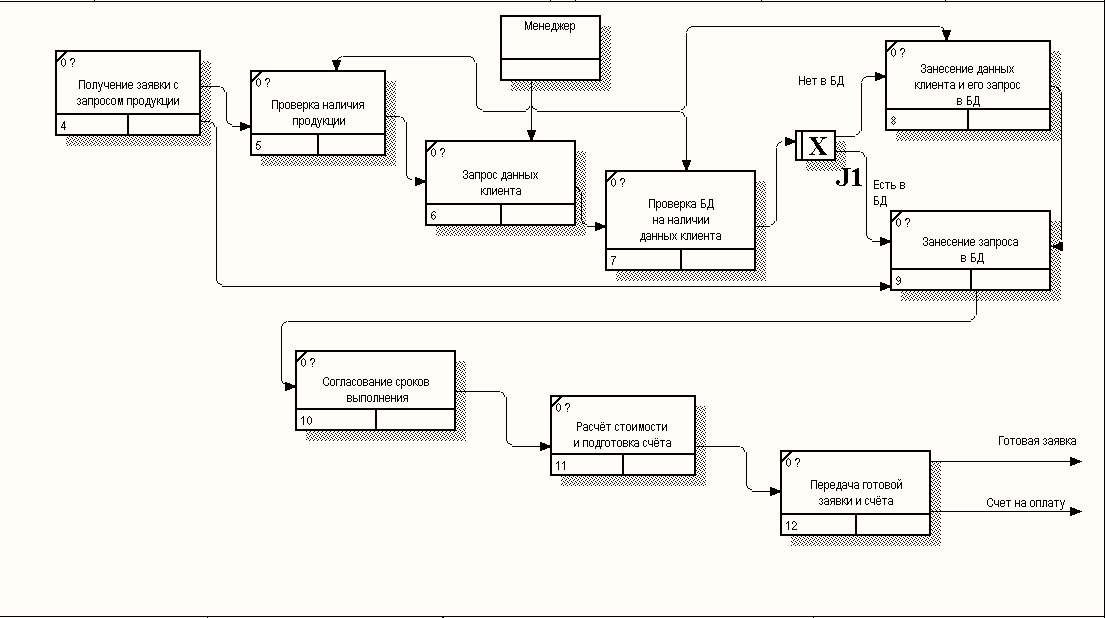 Менеджер
0 ?
Получение заявки с
запросом продукции
4
0 ?
Проверка наличия
продукции
5
0 ?
Запрос данных
клиента
6
0 ?
Проверка БД
на наличии
данных клиента
7
X
J1
Нет в БД
Есть в
БД
0 ?
Занесение данных
клиента и его запрос
в БД
8
0 ?
Занесение запроса
в БД
9
0 ?
Согласование сроков
выполнения
10
0 ?
Расчёт стоимости
и подготовка счёта
11
0 ?
Передача готовой
заявки и счёта
12
Готовая заявка
Счет на оплату